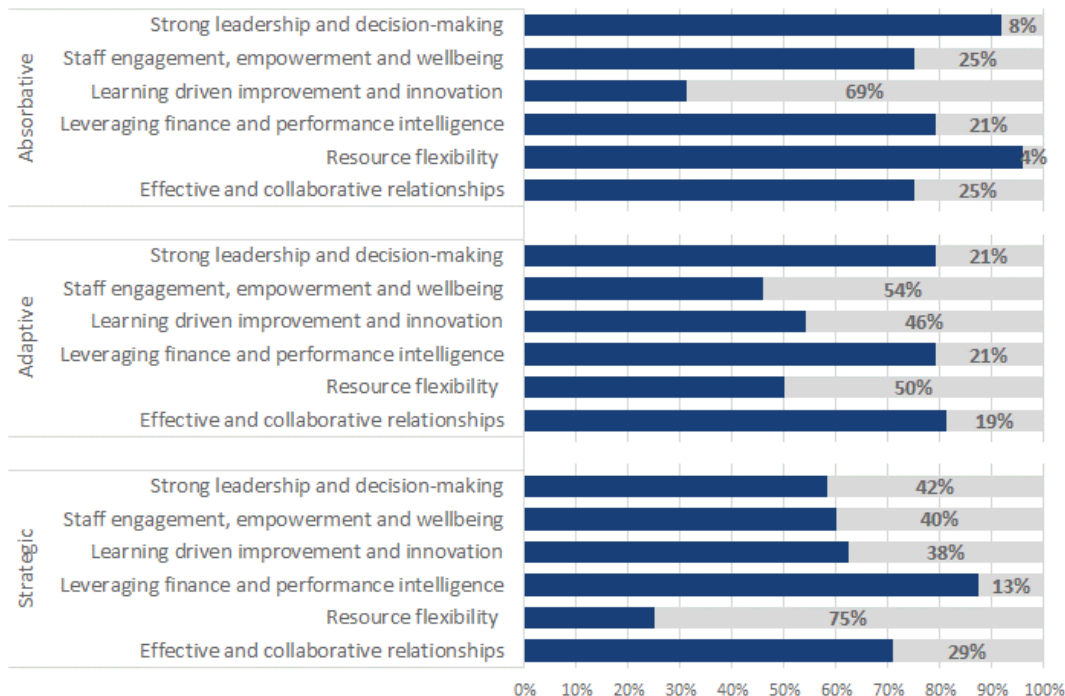 Absorbative
Strong leadership and decision-making 8%
Staff engagement, empowerment and wellbeing 25%
Learning driven improvement and innovation 69%
Leveraging finance and performance intelligence 21%
Resource flexibility 4%
Effective and collaborative relationships 25%
Adaptive
Strong leadership and decision-making 21%
Staff engagement, empowerment and wellbeing 54%
Learning driven improvement and innovation 46%
Leveraging finance and performance intelligence 21%
Resource flexibility 50%
Effective and collaborative relationships 19%
Strategic
Strong leadership and decision-making 42%
Staff engagement, empowerment and wellbeing 40%
Learning driven improvement and innovation 38%
Leveraging finance and performance intelligence 13%
Resource flexibility 75%
Effective and collaborative relationships 29%
0% 10% 20% 30% 40% 50% 60% 70% 80% 90% 100%